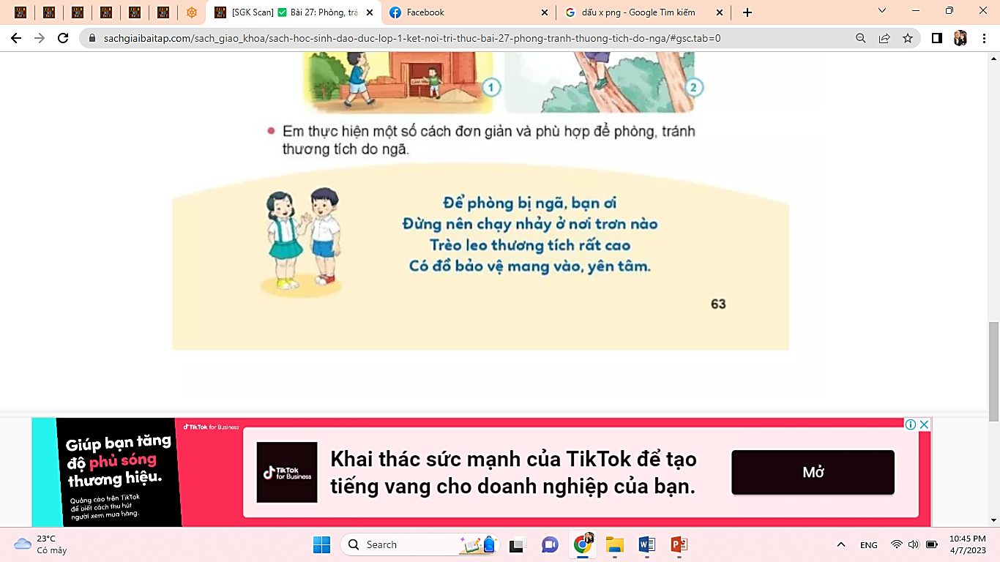 [SGK Scan] ✅ Bài 27: Phòng, trá
Facebook
dấu x png - Google Tìm kiếm
sachgiaibaitap.com/sach_giao_khoa/sach-hoc-sinh-dao-duc-lop-1-ket-noi-tri-thuc-bai-27-phong-tranh-thuong-tich-do-nga/#gsc.tab=0
1
2
Em thực hiện một số cách đơn giản và phù hợp để phòng, tránh
thương tích do ngã.
Để phòng bị ngã, bạn ơi
Đừng nên chạy nhảy ở nơi trơn nào
Trèo leo thương tích rất cao
Có đồ bảo vệ mang vào, yên tâm.
63
Giúp bạn tăng
độ phủ sóng
thương hiệu.
Quảng cáo trên TikTok
để biết cách thu hút
người xem mua hàng.
TikTok for Business
TikTok
for Business
Khai thác sức mạnh của TikTok để tạo
tiếng vang cho doanh nghiệp của bạn.
Mở
23°C
Có mây
Search
ENG
10:45 PM
4/7/2023